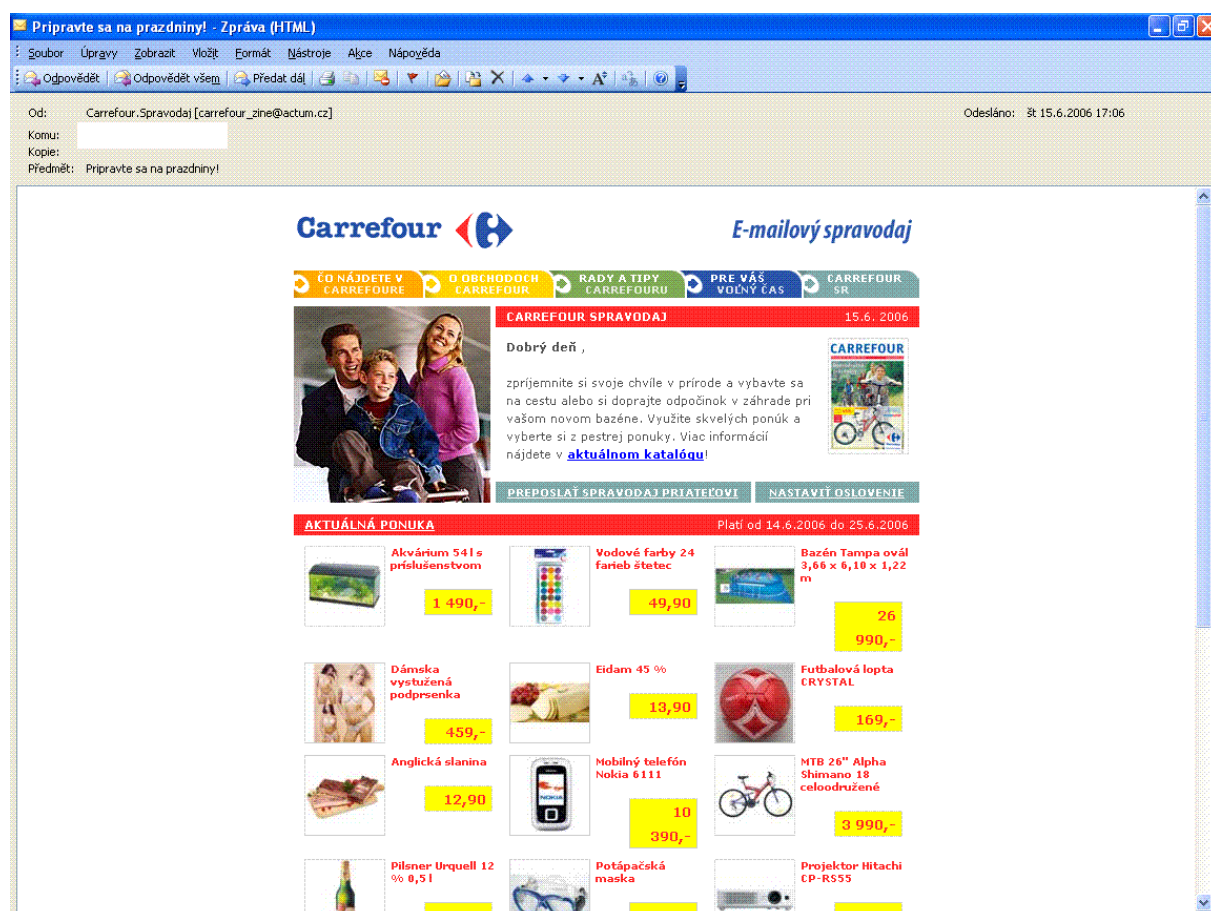 Pripravte sa na prazdniny! - Zpráva (HTML)
Soubor Úpravy Zobrazit Vložit Formát Nástroje Akce Nápověda
Odpovědět Odpovědět všem Předat dál
Od: Carrefour.Spravodaj [carrefour_zine@actum.cz] Odesláno: št 15.6.2006 17:06
Komu:
Kopie:
Předmět: Pripravte sa na prazdniny!
Carrefour E-mailový spravodaj
ČO NÁJDETE V CARREFOURE
O OBCHODOCH CARREFOUR
RADY A TIPY CARREFOURU
PRE VÁŠ VOĽNÝ ČAS
CARREFOUR SR
CARREFOUR SPRAVODAJ 15.6. 2006
Dobrý deň ,
CARREFOUR
zpríjemnite si svoje chvíle v prírode a vybavte sa
na cestu alebo si doprajte odpočinok v záhrade pri
vašom novom bazéne. Využite skvelých ponúk a
vyberte si z pestrej ponuky. Viac informácií
nájdete v aktuálnom katalógu!
PREPOSLAŤ SPRAVODAJ PRIATEĽOVI NASTAVIŤ OSLOVENIE
AKTUÁLNA PONUKA Platí od 14.6.2006 do 25.6.2006
Akvárium 54 l s
príslušenstvom
1 490,-
Vodové farby 24
farieb štetec
49,90
Bazén Tampa ovál
3,66 x 6,10 x 1,22
m
26
990,-
Dámska
vystužená
podprsenka
459,-
Eidam 45 %
13,90
Futbalová lopta
CRYSTAL
169,-
Anglická slanina
12,90
Mobilný telefón
Nokia 6111
NOKIA
10
390,-
MTB 26" Alpha
Shimano 18
celoodružené
3 990,-
Pilsner Urquell 12
% 0,5 l
Potápačská
maska
Projektor Hitachi
CP-RS55